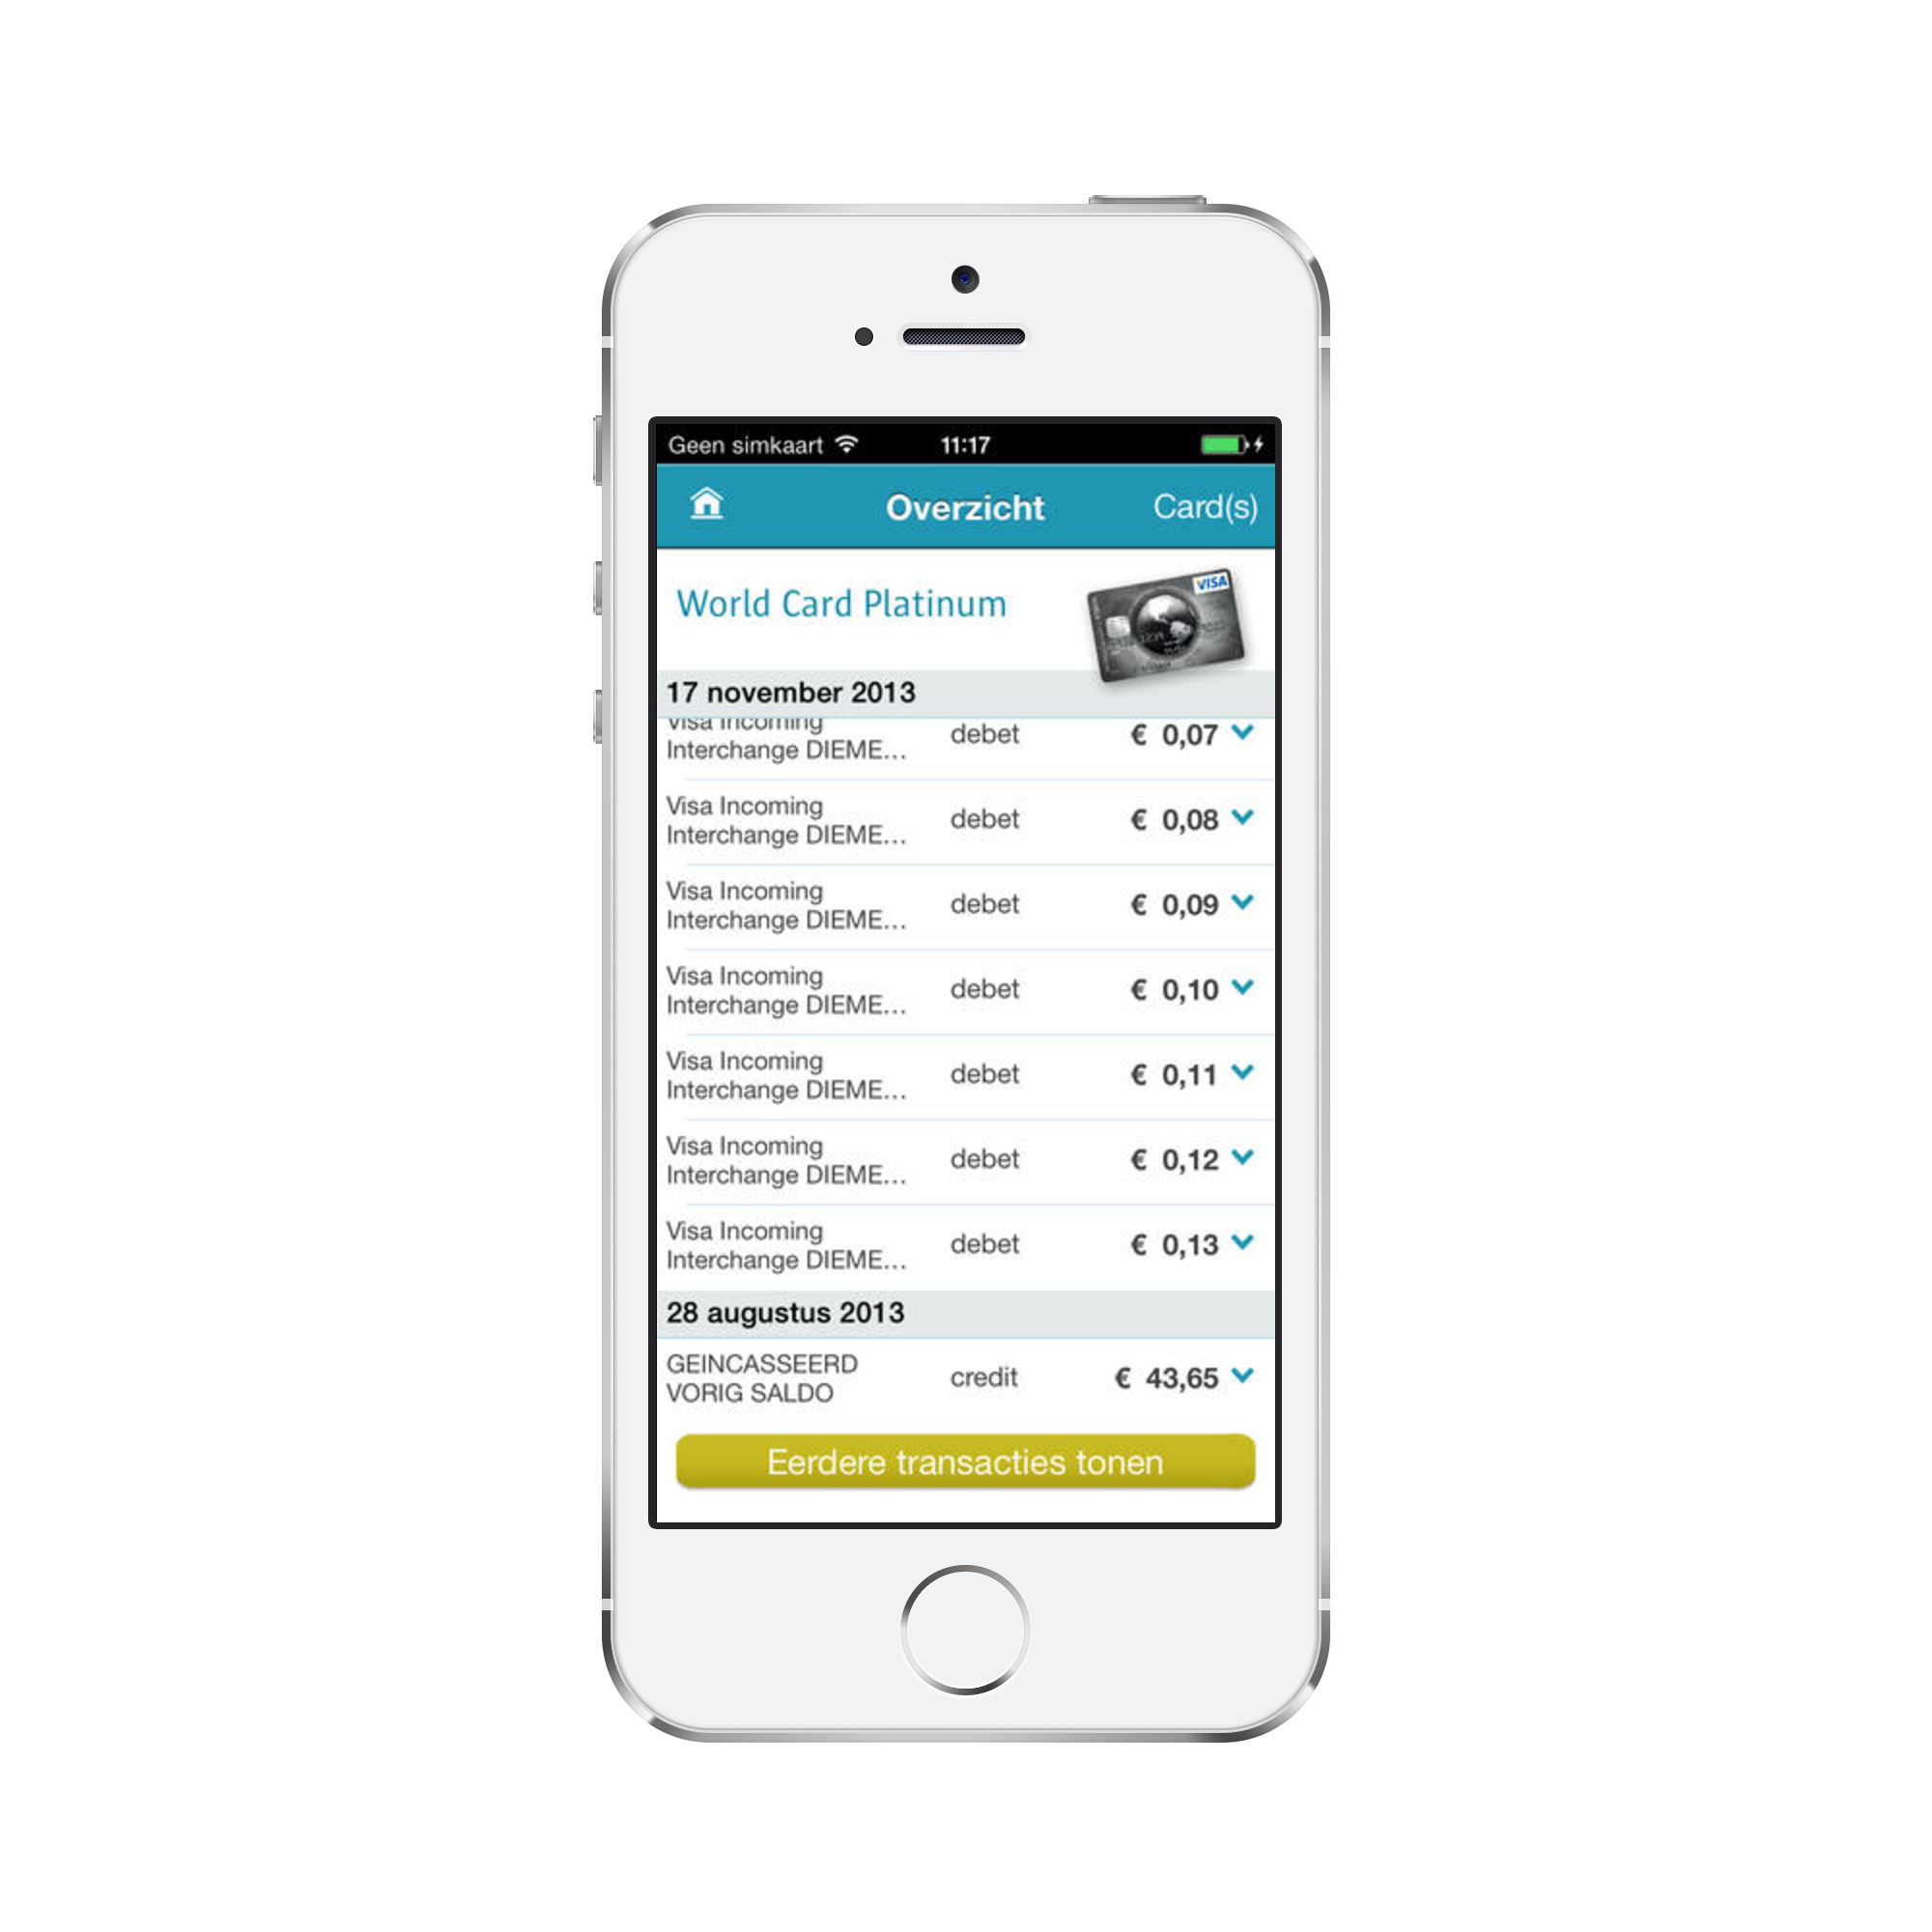 Geen simkaart 11:17
Overzicht Card(s)
World Card Platinum
VISA
17 november 2013
Visa Incoming
Interchange DIEME... debet € 0,07
Visa Incoming
Interchange DIEME... debet € 0,08
Visa Incoming
Interchange DIEME... debet € 0,09
Visa Incoming
Interchange DIEME... debet € 0,10
Visa Incoming
Interchange DIEME... debet € 0,11
Visa Incoming
Interchange DIEME... debet € 0,12
Visa Incoming
Interchange DIEME... debet € 0,13
28 augustus 2013
GEINCASSEERD
VORIG SALDO credit € 43,65
Eerdere transacties tonen